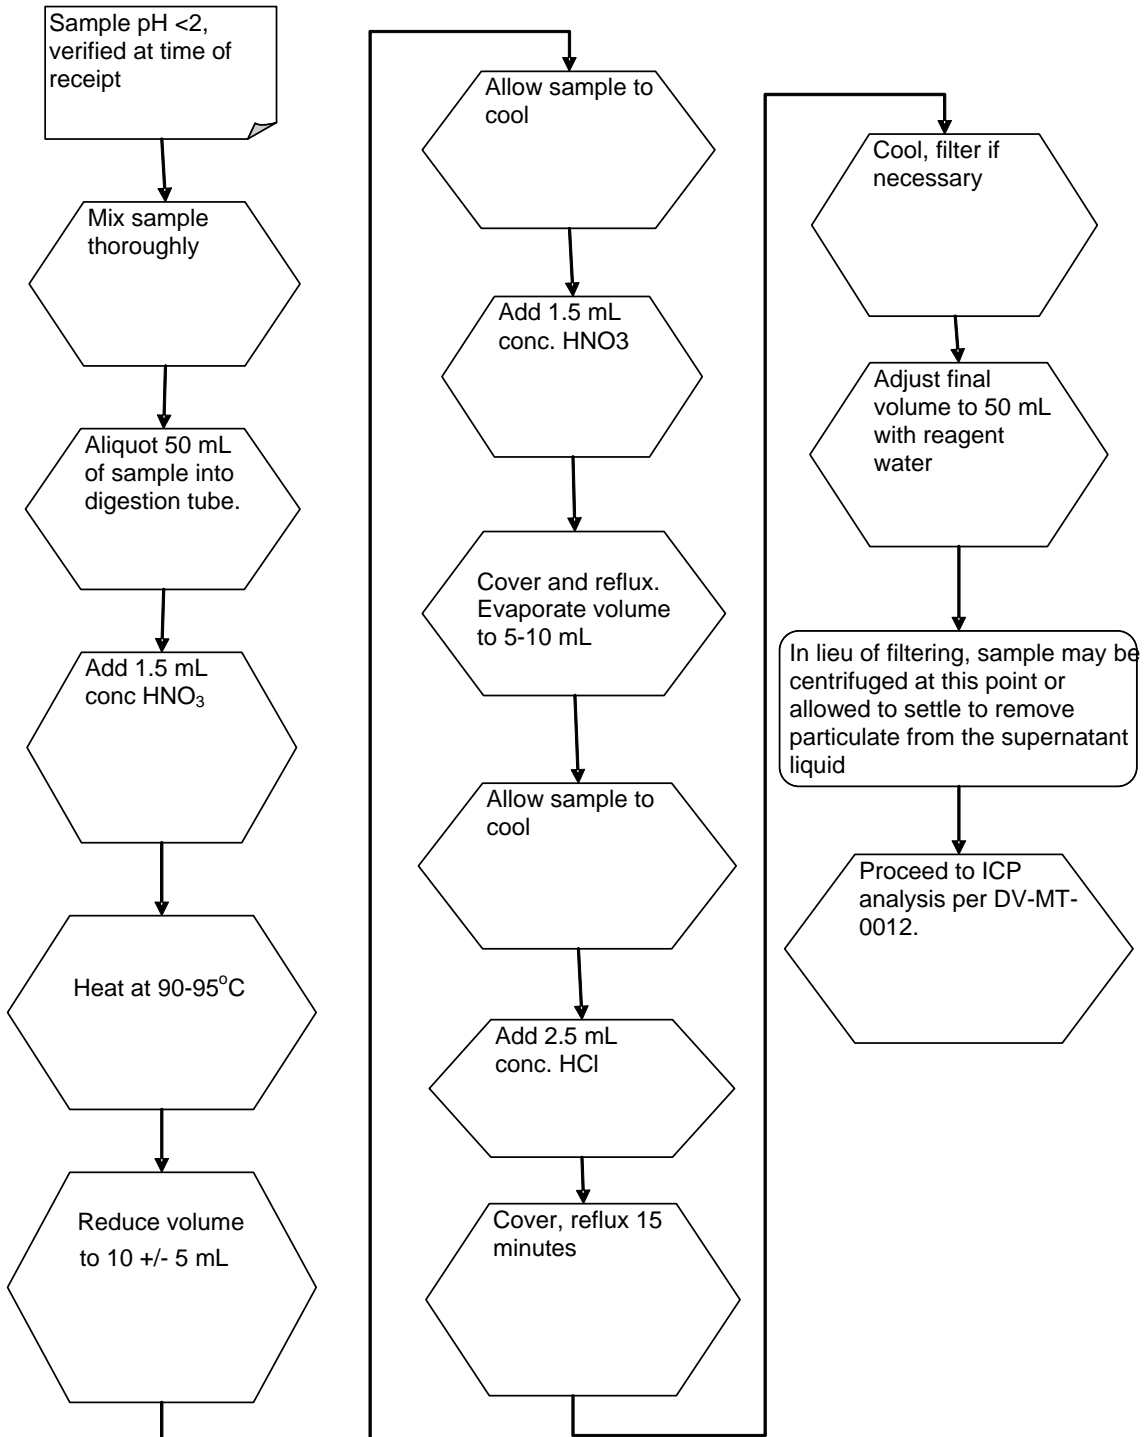 Sample pH <2,
verified at time of
receipt
Mix sample
thoroughly
Aliquot 50 mL
of sample into
digestion tube.
Add 1.5 mL
conc HNO₃
Heat at 90-95°C
Reduce volume
to 10 +/- 5 mL
Allow sample to
cool
Add 1.5 mL
conc. HNO3
Cover and reflux.
Evaporate volume
to 5-10 mL
Allow sample to
cool
Add 2.5 mL
conc. HCl
Cover, reflux 15
minutes
Cool, filter if
necessary
Adjust final
volume to 50 mL
with reagent
water
In lieu of filtering, sample may be
centrifuged at this point or
allowed to settle to remove
particulate from the supernatant
liquid
Proceed to ICP
analysis per DV-MT-
0012.